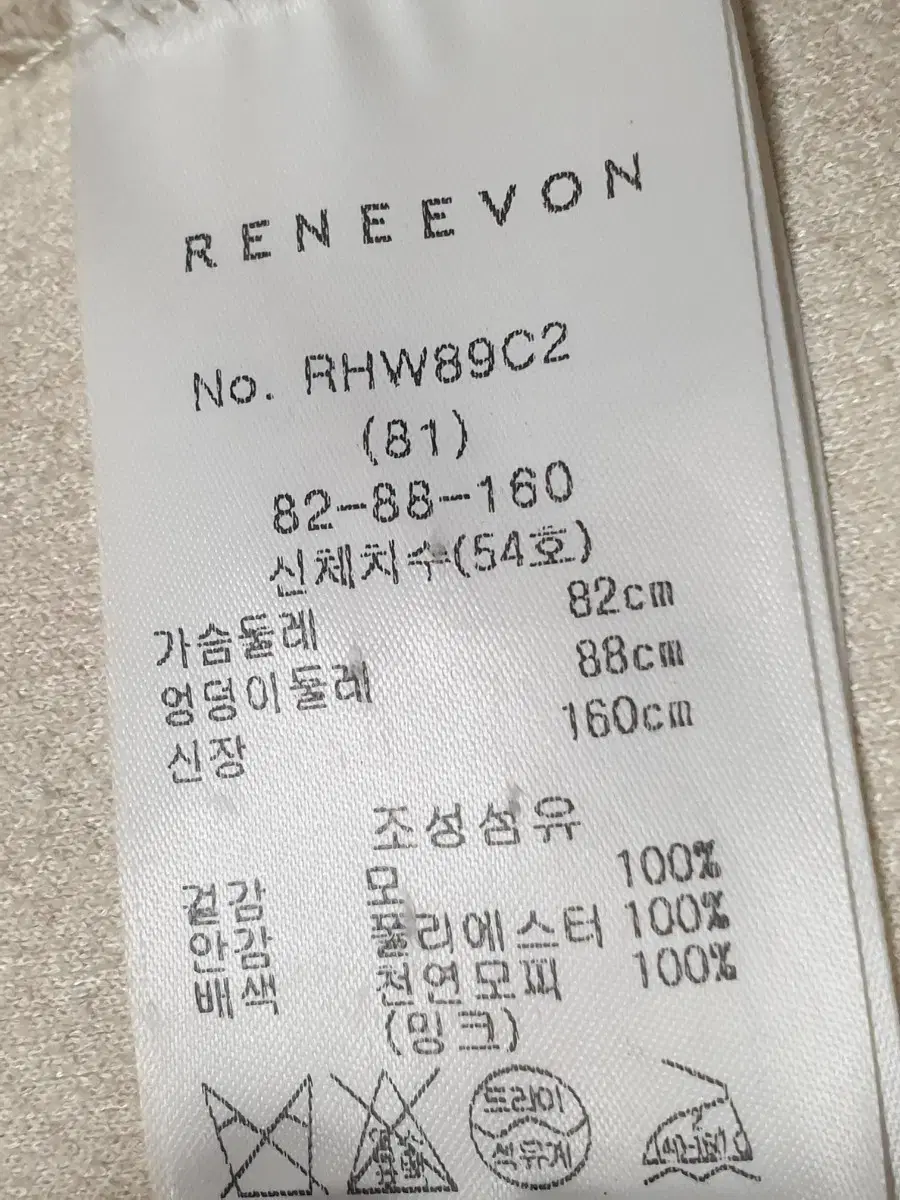 RENEEVON
No. RHW89C2
(81)
82-88-160
신체치수(54호)
가슴둘레 82cm
엉덩이둘레 88cm
신장 160cm
조성섬유
겉감 모 100%
안감 폴리에스터 100%
배색 천연모피 100%
(밍크)
드라이
석유계